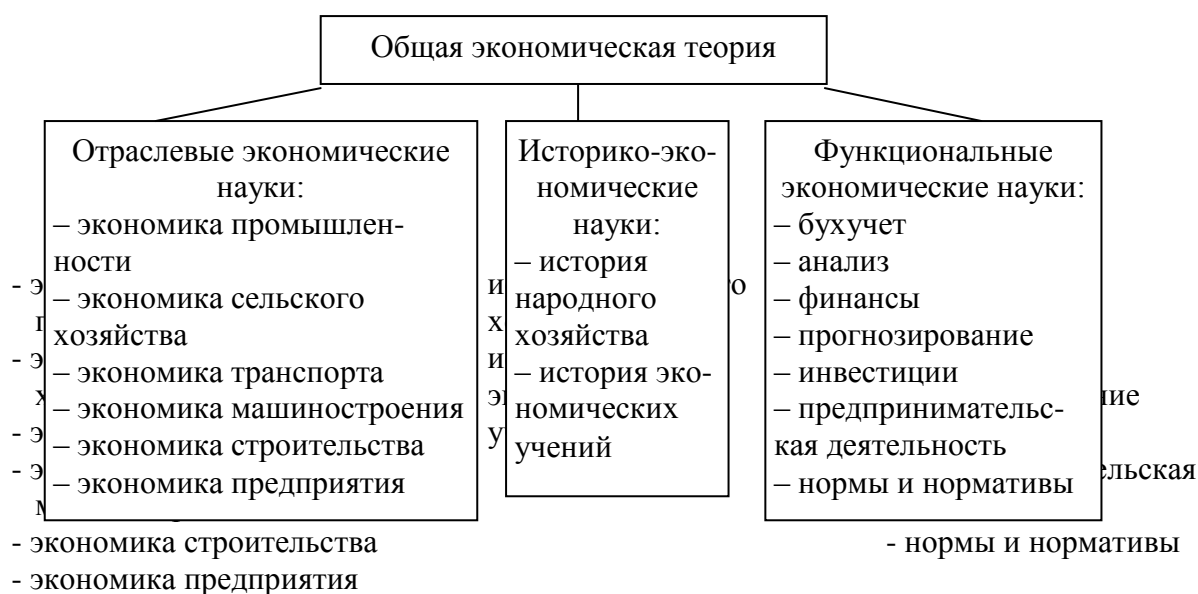 Общая экономическая теория
Отраслевые экономические
науки:
– экономика промышлен-
ности
– экономика сельского
хозяйства
– экономика транспорта
– экономика машиностроения
– экономика строительства
– экономика предприятия
Историко-эко-
номические
науки:
– история
народного
хозяйства
– история эко-
номических
учений
Функциональные
экономические науки:
– бухучет
– анализ
– финансы
– прогнозирование
– инвестиции
– предпринимательс-
кая деятельность
– нормы и нормативы
- экономика строительства
- нормы и нормативы
- экономика предприятия